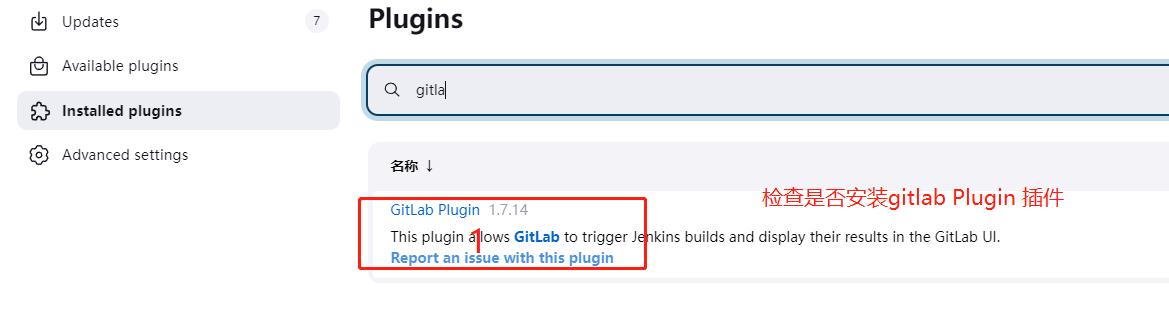 Updates 7
Available plugins
Installed plugins
Advanced settings
Plugins
gitla
名称 ↓
检查是否安装gitlab Plugin 插件
GitLab Plugin 1.7.14
This plugin allows GitLab to trigger Jenkins builds and display their results in the GitLab UI.
1
Report an issue with this plugin